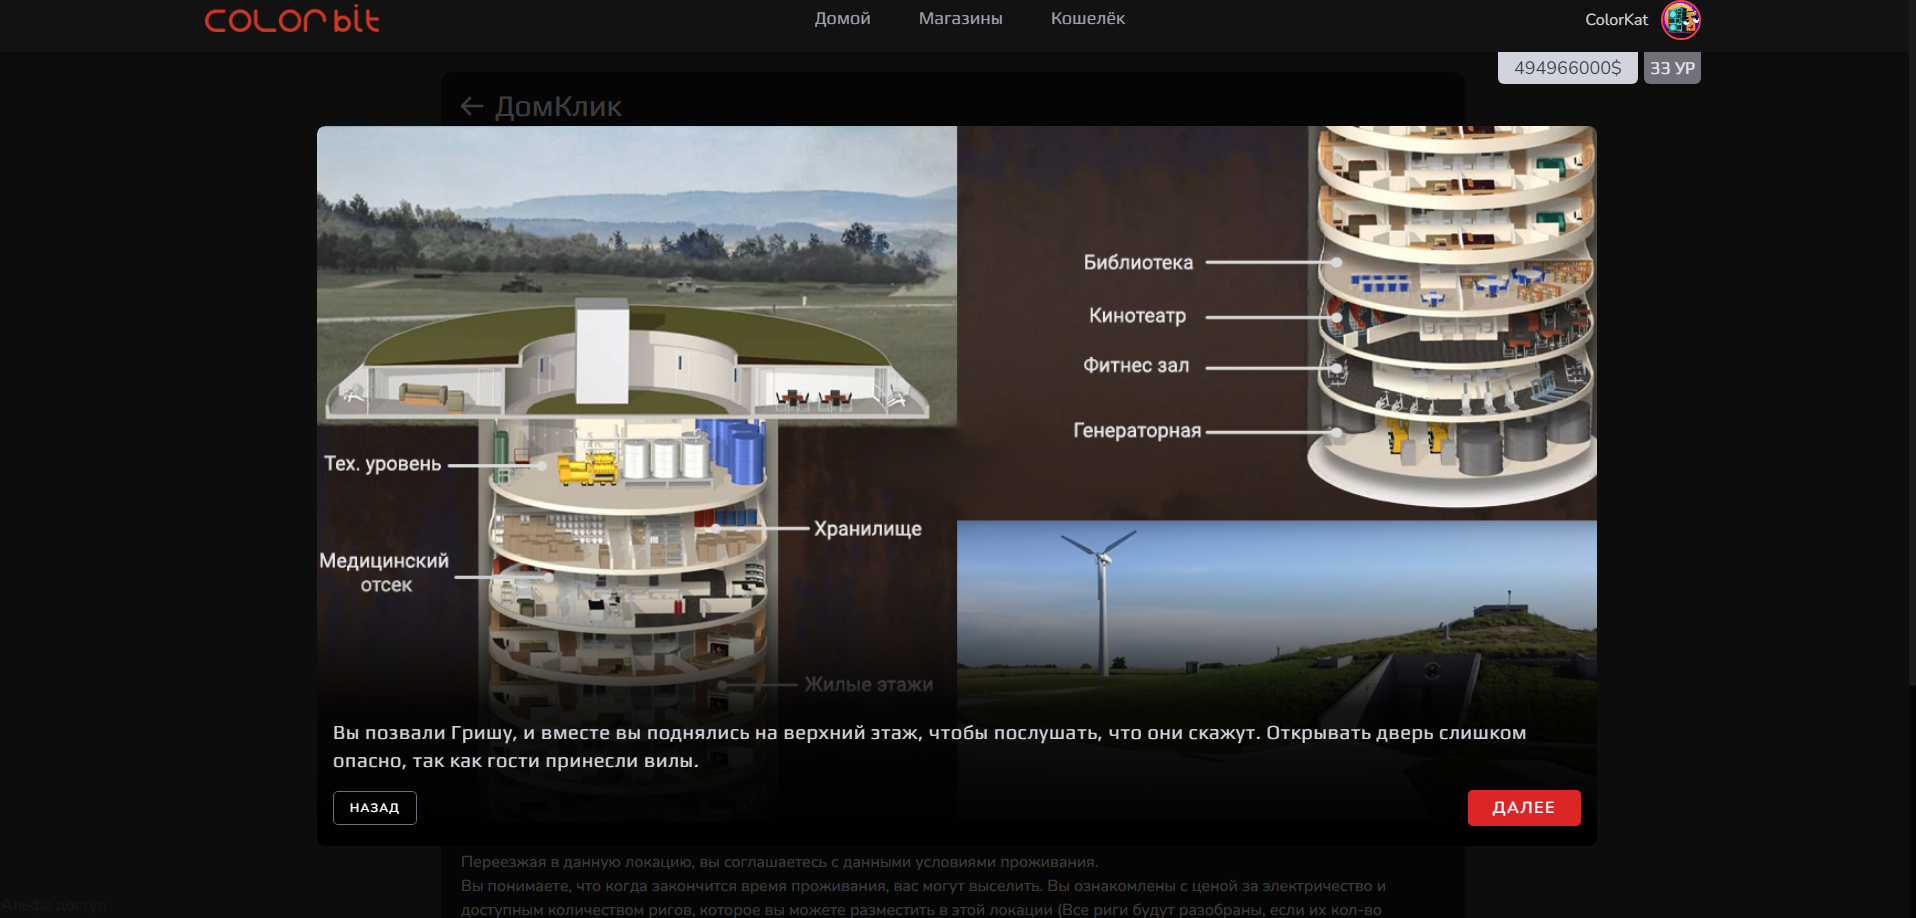 COLORbit
Домой
Магазины
Кошелёк
ColorKat
494966000$
33 УР
← ДомКлик
Библиотека
Кинотеатр
Фитнес зал
Генераторная
Тех. уровень
Хранилище
Медицинский
отсек
Жилые этажи
Вы позвали Гришу, и вместе вы поднялись на верхний этаж, чтобы послушать, что они скажут. Открывать дверь слишком
опасно, так как гости принесли вилы.
НАЗАД
ДАЛЕЕ
Переезжая в данную локацию, вы соглашаетесь с данными условиями проживания.
Вы понимаете, что когда закончится время проживания, вас могут выселить. Вы ознакомлены с ценой за электричество и
доступным количеством ригов, которое вы можете разместить в этой локации (Все риги будут разобраны, если их кол-во
Альфа доступ